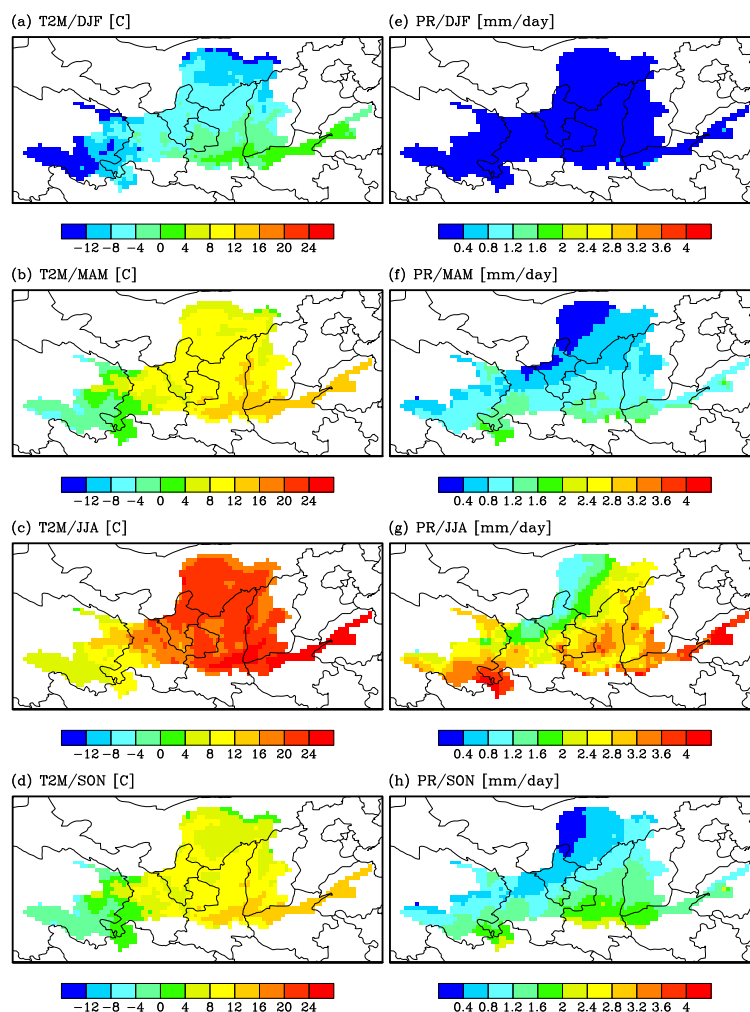 (a) T2M/DJF [C]
−12 −8 −4 0 4 8 12 16 20 24
(b) T2M/MAM [C]
−12 −8 −4 0 4 8 12 16 20 24
(c) T2M/JJA [C]
−12 −8 −4 0 4 8 12 16 20 24
(d) T2M/SON [C]
−12 −8 −4 0 4 8 12 16 20 24
(e) PR/DJF [mm/day]
0.4 0.8 1.2 1.6 2 2.4 2.8 3.2 3.6 4
(f) PR/MAM [mm/day]
0.4 0.8 1.2 1.6 2 2.4 2.8 3.2 3.6 4
(g) PR/JJA [mm/day]
0.4 0.8 1.2 1.6 2 2.4 2.8 3.2 3.6 4
(h) PR/SON [mm/day]
0.4 0.8 1.2 1.6 2 2.4 2.8 3.2 3.6 4